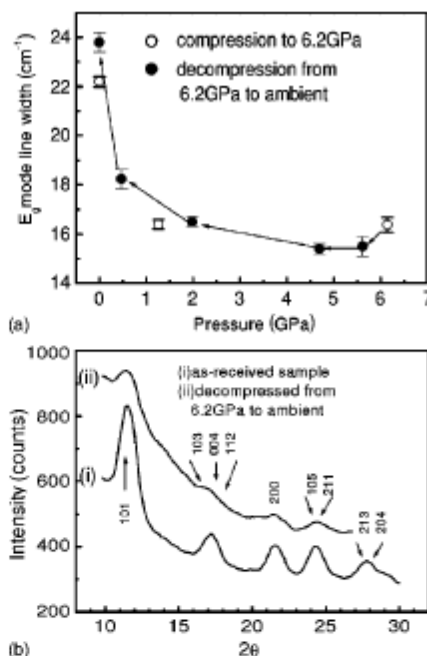 24
22
20
18
16
14
E_g mode line width (cm⁻¹)
compression to 6.2GPa
decompression from
6.2GPa to ambient
0 1 2 3 4 5 6 7
(a) Pressure (GPa)
1000
800
600
400
200
Intensity (counts)
(ii)
(i)
(i)as-received sample
(ii)decompressed from
6.2GPa to ambient
101
103
004
112
200
105
211
213
204
10 15 20 25 30
(b) 2θ